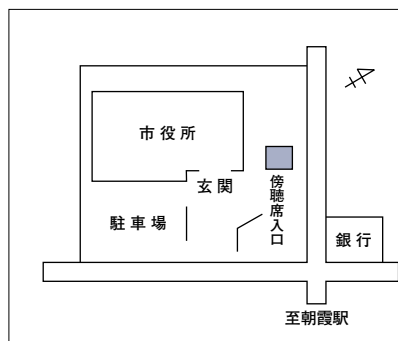 市役所
玄関
傍聴席入口
駐車場
銀行
至朝霞駅